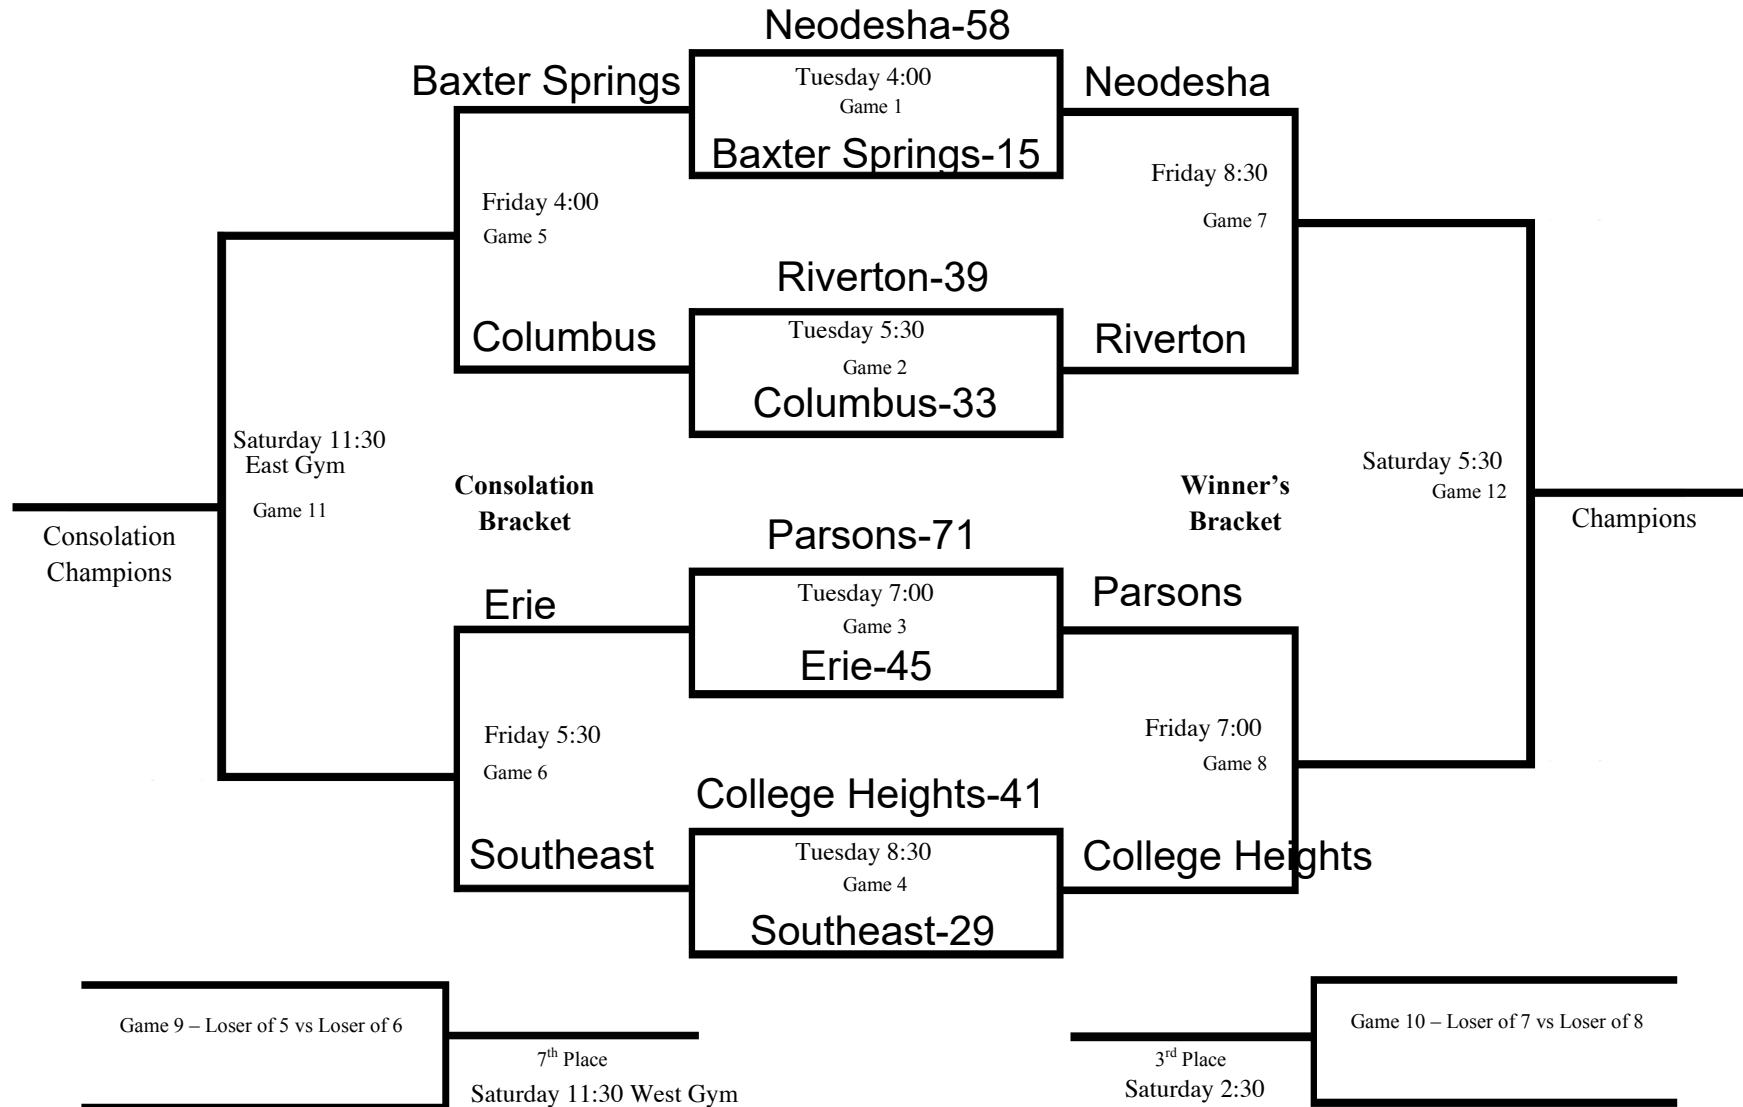 Neodesha-58
Baxter Springs
Tuesday 4:00
Game 1
Neodesha
Baxter Springs-15
Friday 4:00
Game 5
Friday 8:30
Game 7
Riverton-39
Columbus
Tuesday 5:30
Game 2
Riverton
Columbus-33
Saturday 11:30
East Gym
Game 11
Consolation
Bracket
Winner’s
Bracket
Saturday 5:30
Game 12
Consolation
Champions
Champions
Parsons-71
Erie
Tuesday 7:00
Game 3
Parsons
Erie-45
Friday 5:30
Game 6
Friday 7:00
Game 8
College Heights-41
Southeast
Tuesday 8:30
Game 4
College Heights
Southeast-29
Game 9 – Loser of 5 vs Loser of 6
7th Place
Saturday 11:30 West Gym
Game 10 – Loser of 7 vs Loser of 8
3rd Place
Saturday 2:30